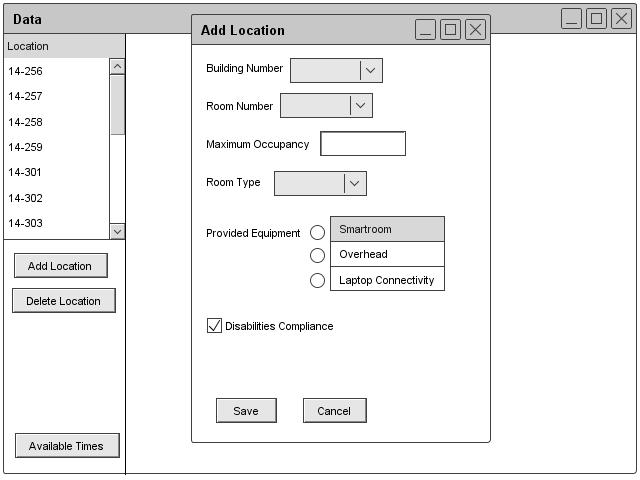 Data
Location
14-256
14-257
14-258
14-259
14-301
14-302
14-303
Add Location
Delete Location
Available Times
Add Location
Building Number
Room Number
Maximum Occupancy
Room Type
Provided Equipment
Smartroom
Overhead
Laptop Connectivity
Disabilities Compliance
Save Cancel